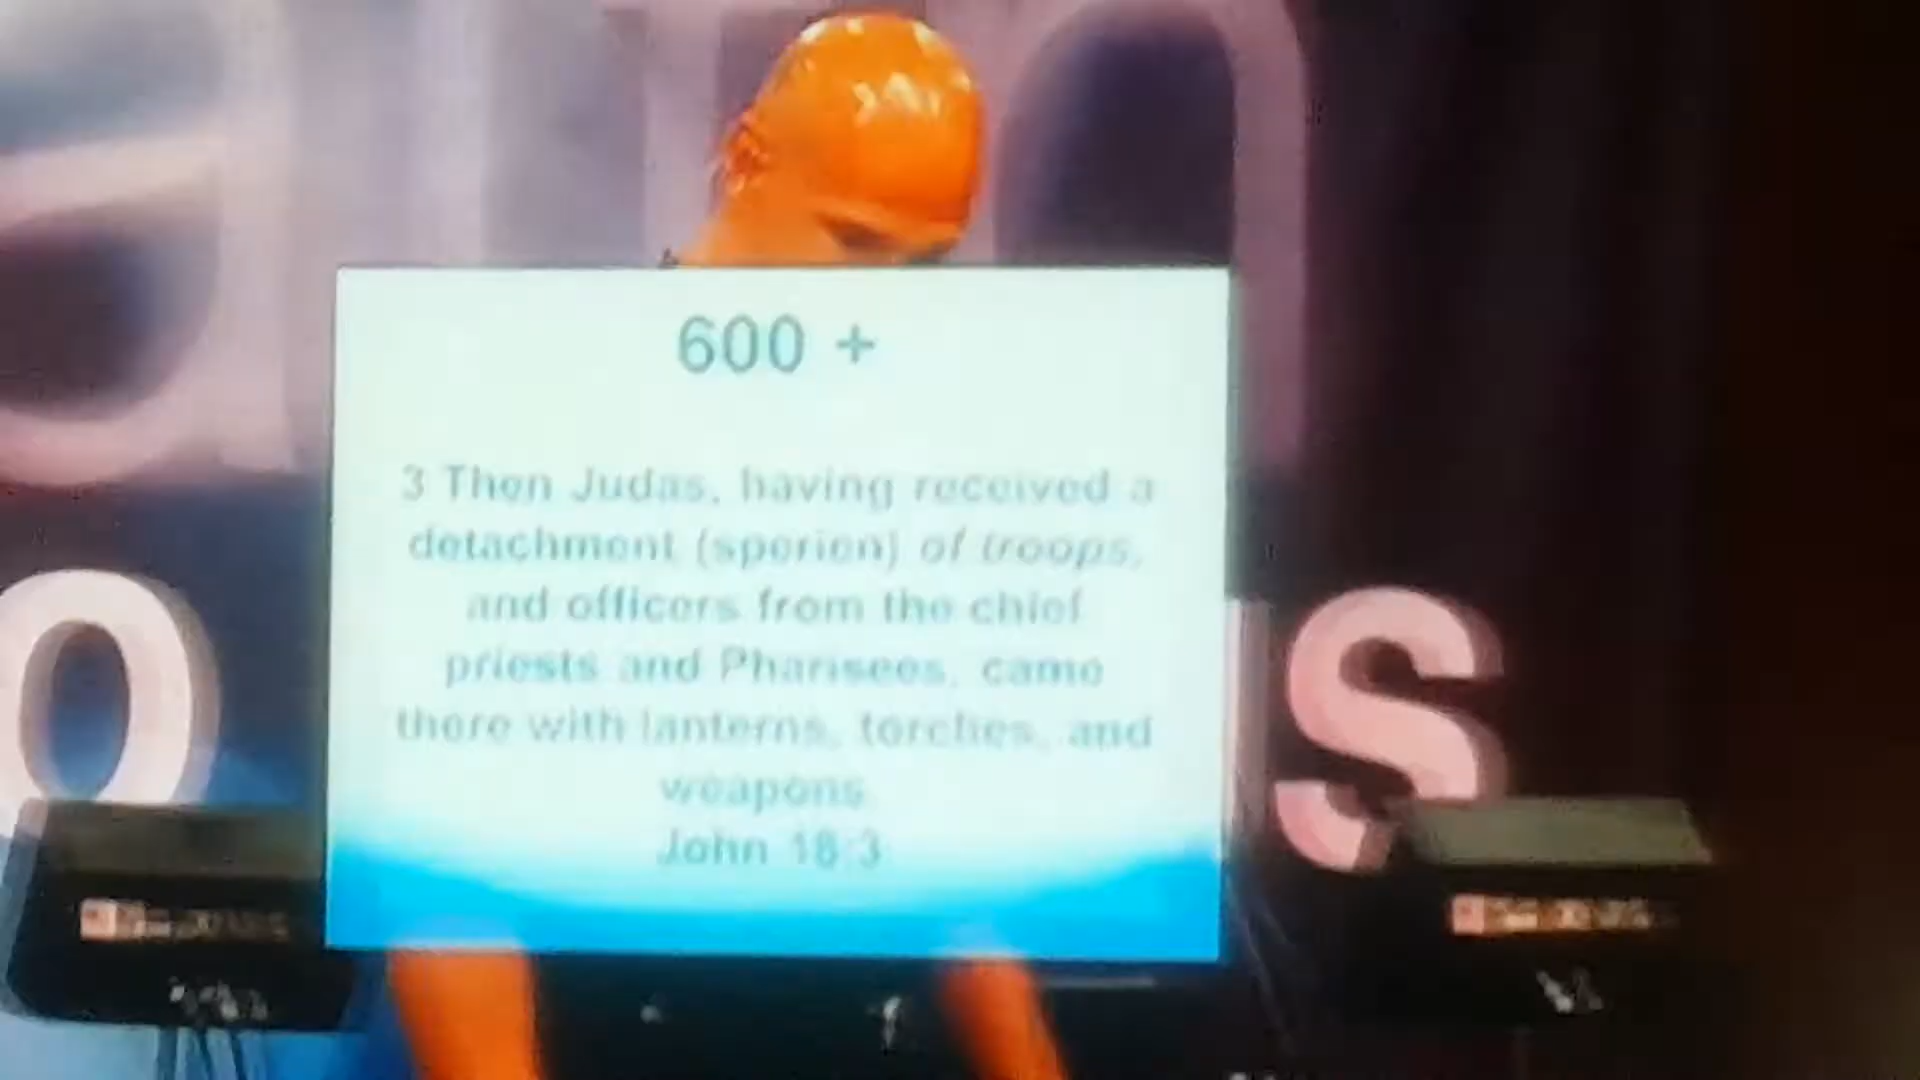 600 +
3 Then Judas, having received a
detachment (sperien) of troops,
and officers from the chief
priests and Pharisees, came
there with lanterns, torches, and
weapons
John 18:3
o
s